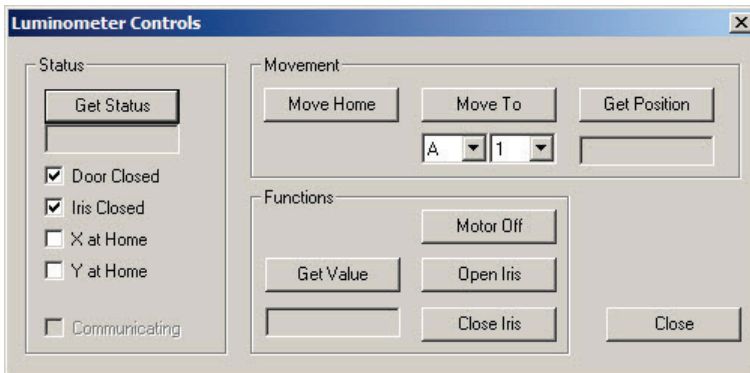 Luminometer Controls
Status
Get Status
Door Closed
Iris Closed
X at Home
Y at Home
Communicating
Movement
Move Home
Move To
Get Position
A
1
Functions
Motor Off
Get Value
Open Iris
Close Iris
Close